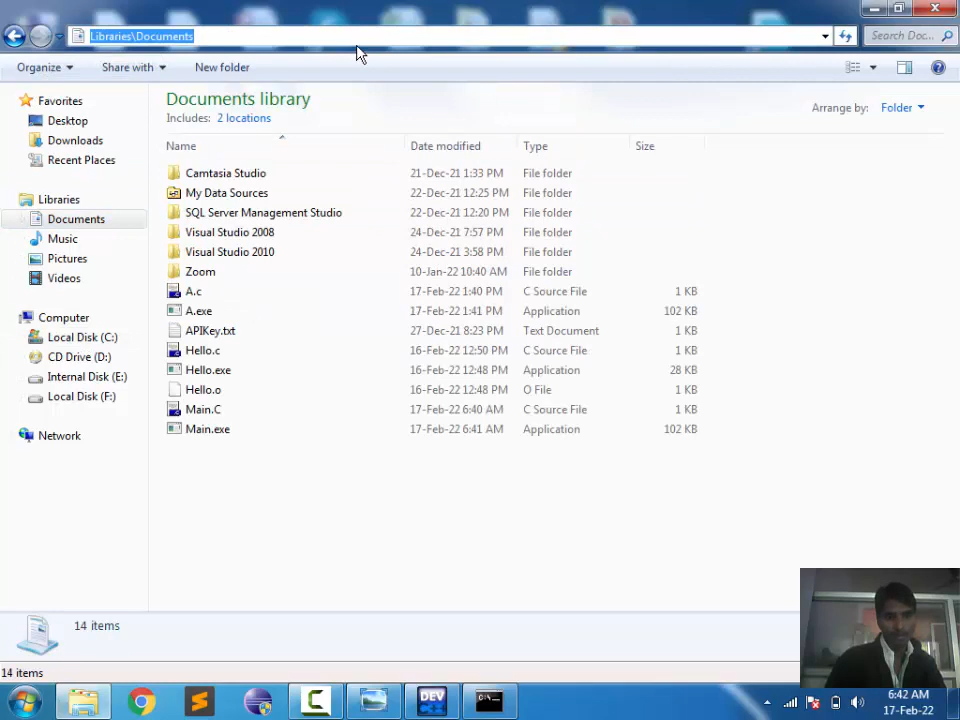 Libraries\Documents
Search Doc...
Organize
Share with
New folder
Favorites
Desktop
Downloads
Recent Places
Libraries
Documents
Music
Pictures
Videos
Computer
Local Disk (C:)
CD Drive (D:)
Internal Disk (E:)
Local Disk (F:)
Network
Documents library
Includes: 2 locations
Arrange by: Folder
Name Date modified Type Size
Camtasia Studio 21-Dec-21 1:33 PM File folder
My Data Sources 22-Dec-21 12:25 PM File folder
SQL Server Management Studio 22-Dec-21 12:20 PM File folder
Visual Studio 2008 24-Dec-21 7:57 PM File folder
Visual Studio 2010 24-Dec-21 3:58 PM File folder
Zoom 10-Jan-22 10:40 AM File folder
A.c 17-Feb-22 1:40 PM C Source File 1 KB
A.exe 17-Feb-22 1:41 PM Application 102 KB
APIKey.txt 27-Dec-21 8:23 PM Text Document 1 KB
Hello.c 16-Feb-22 12:50 PM C Source File 1 KB
Hello.exe 16-Feb-22 12:48 PM Application 28 KB
Hello.o 16-Feb-22 12:48 PM O File 1 KB
Main.C 17-Feb-22 6:40 AM C Source File 1 KB
Main.exe 17-Feb-22 6:41 AM Application 102 KB
14 items
14 items
DEV
C:\
6:42 AM
17-Feb-22